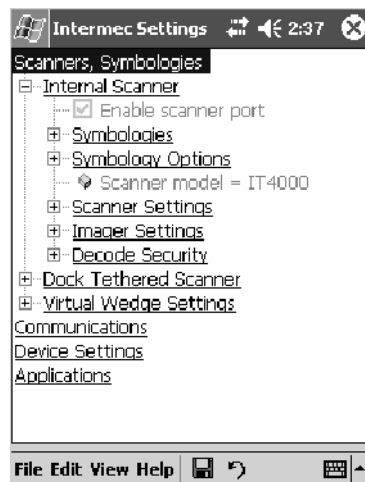 Intermec Settings 2:37
Scanners, Symbologies
Internal Scanner
Enable scanner port
Symbologies
Symbology Options
Scanner model = IT4000
Scanner Settings
Imager Settings
Decode Security
Dock Tethered Scanner
Virtual Wedge Settings
Communications
Device Settings
Applications
File Edit View Help